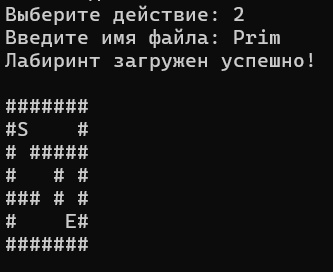 Выберите действие: 2
Введите имя файла: Prim
Лабиринт загружен успешно!

#######
#S    #
# #####
#   # #
### # #
#    E#
#######